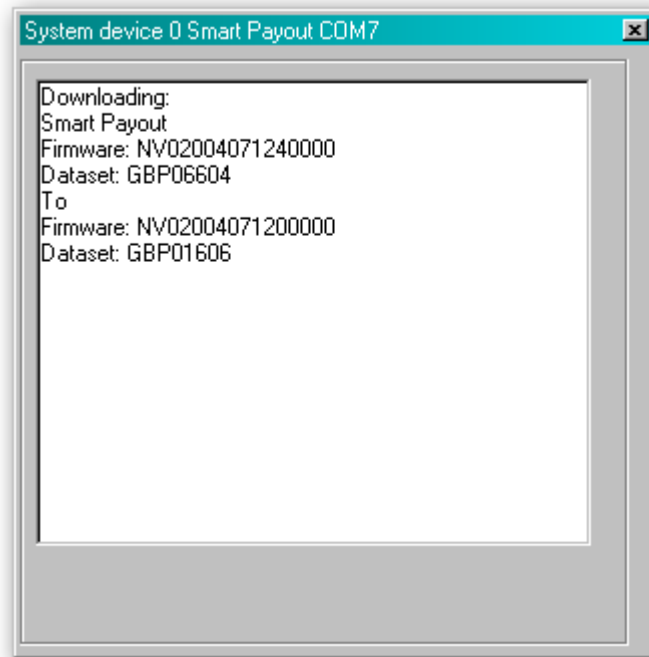 System device 0 Smart Payout COM7
Downloading:
Smart Payout
Firmware: NV02004071240000
Dataset: GBP06604
To
Firmware: NV02004071200000
Dataset: GBP01606